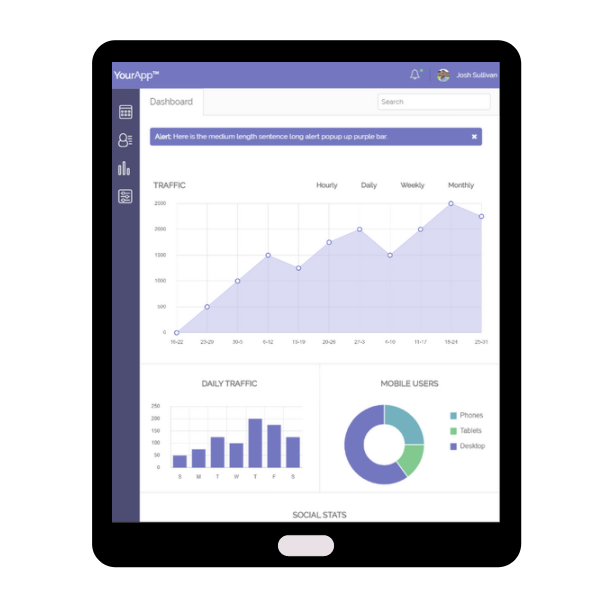 YourApp™
Josh Sullivan
Dashboard
Search
Alert: Here is the medium length sentence long alert popup up purple bar.
TRAFFIC
Hourly Daily Weekly Monthly
2500
2000
1500
1000
500
0
16-22 23-29 30-5 6-12 13-19 20-26 27-3 4-10 11-17 18-24 25-31
DAILY TRAFFIC
250
200
150
100
50
0
S M T W T F S
MOBILE USERS
Phones
Tablets
Desktop
SOCIAL STATS